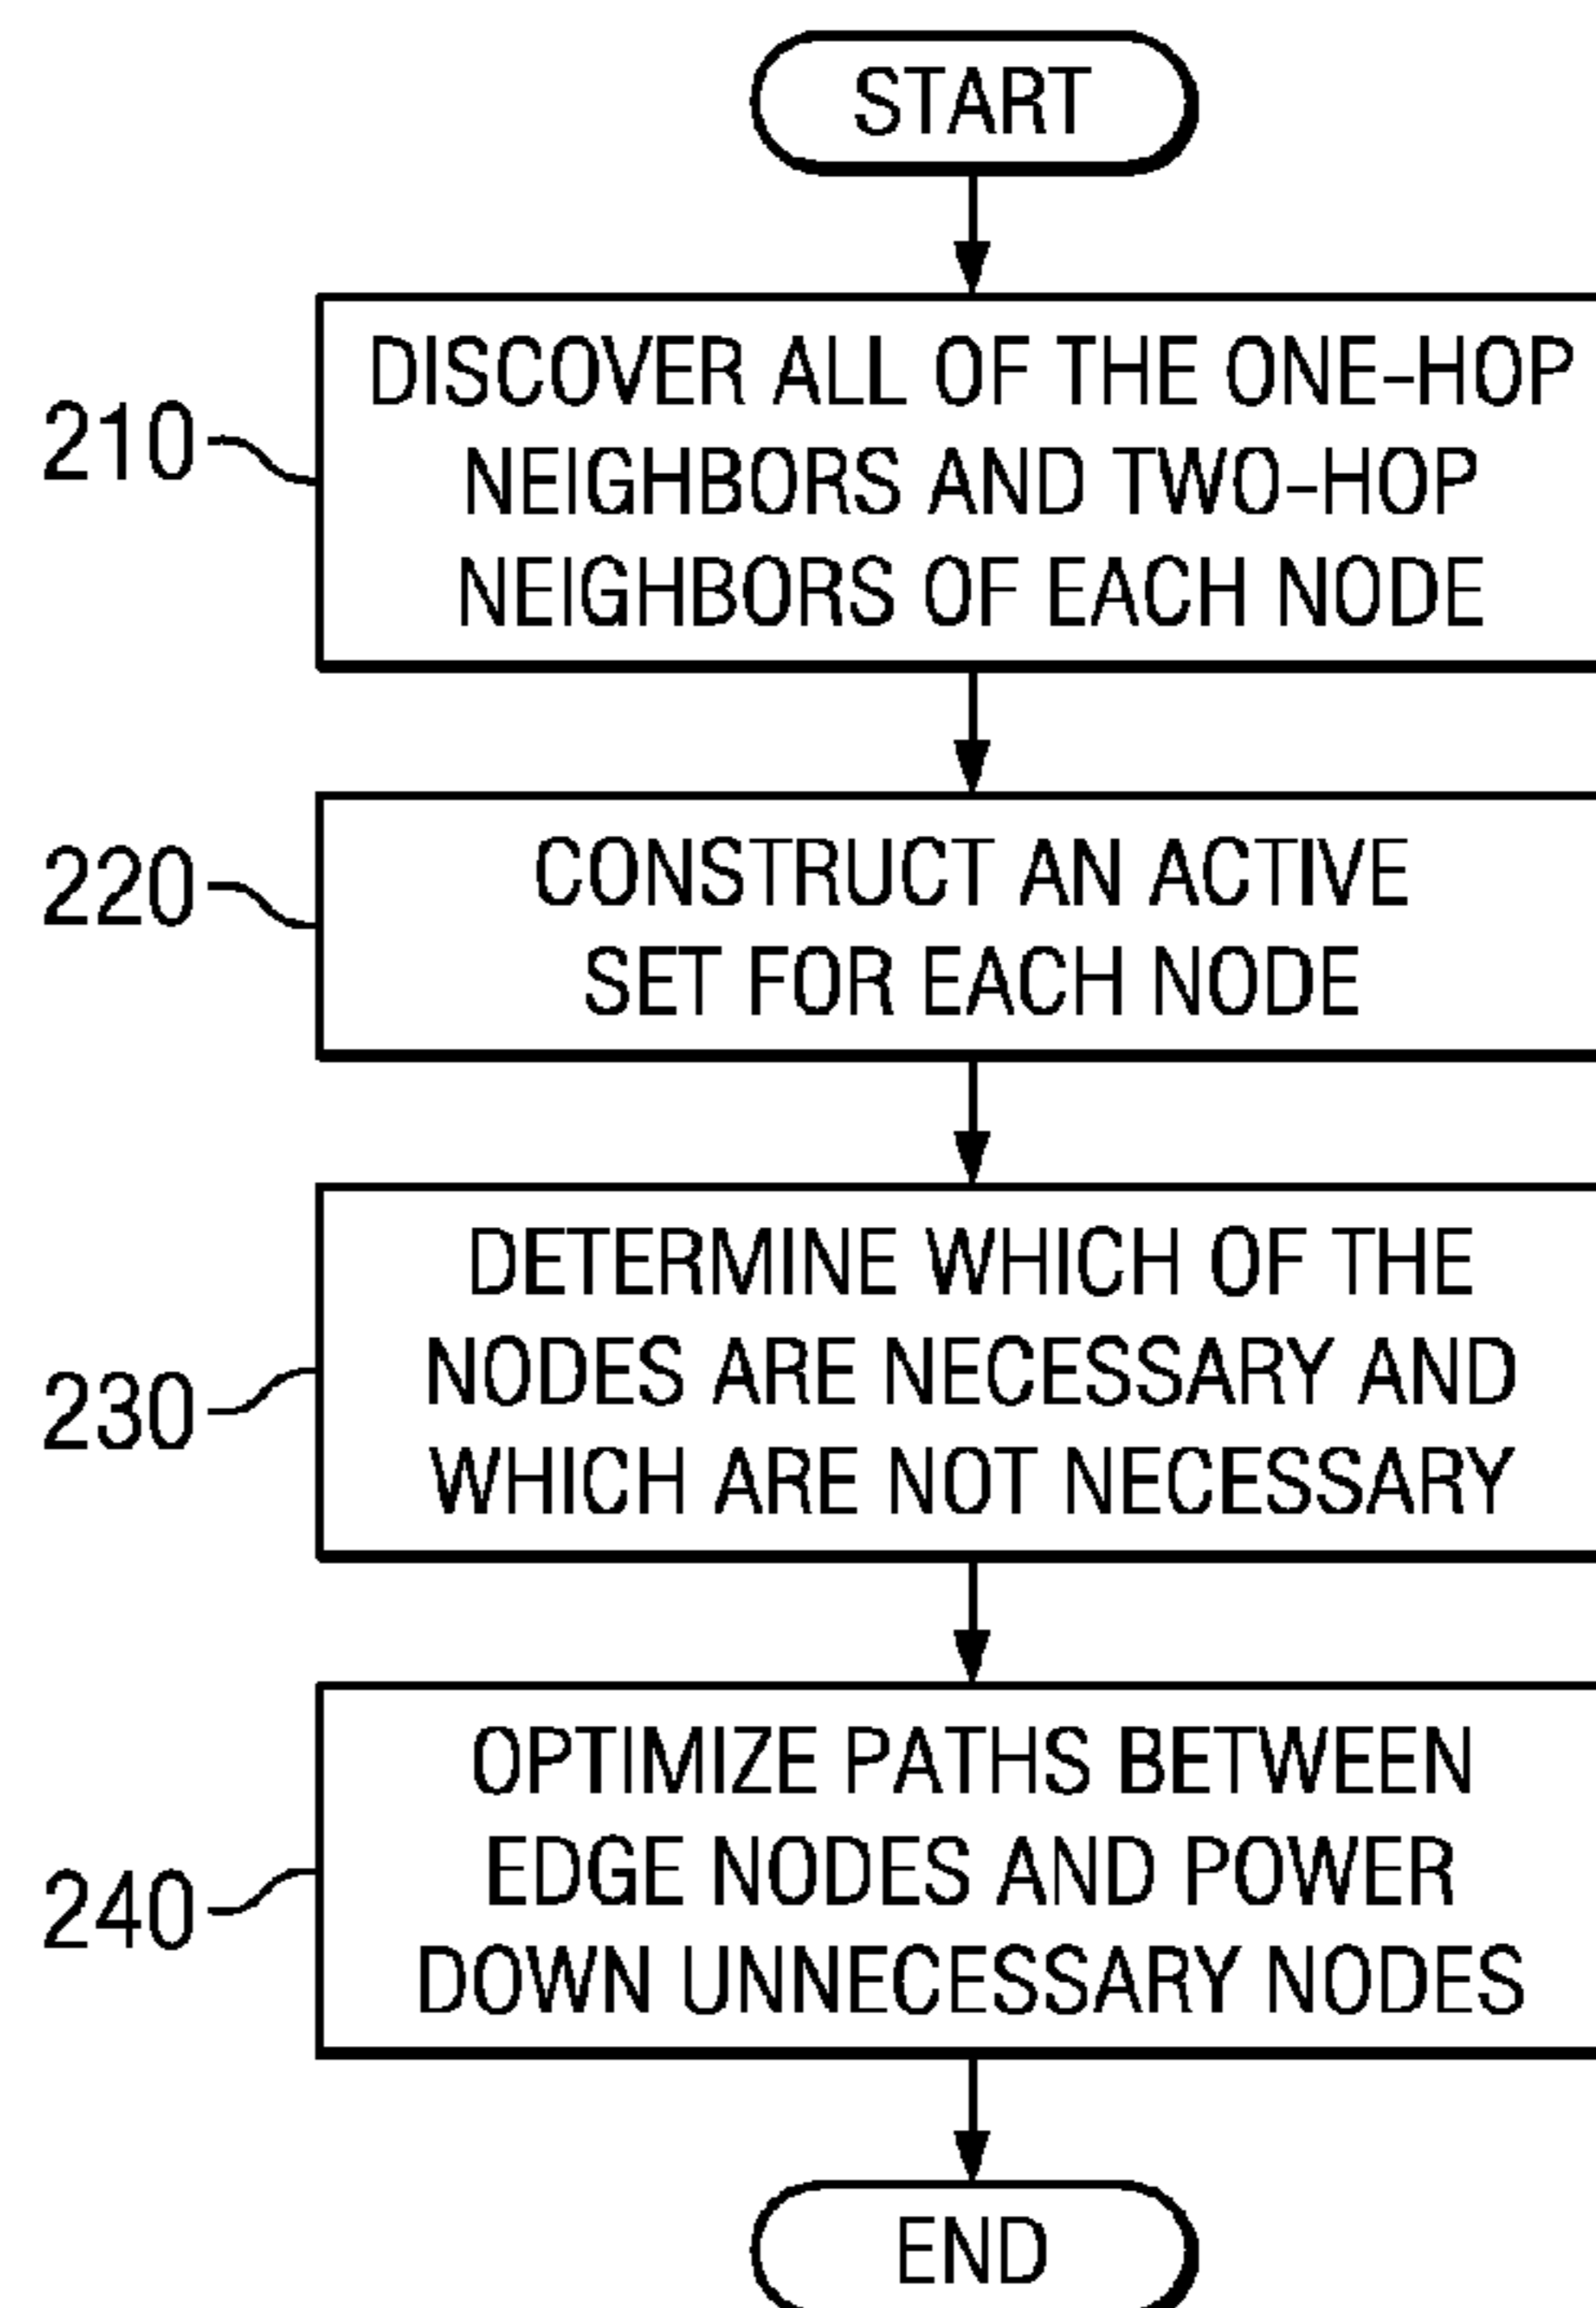 START
DISCOVER ALL OF THE ONE-HOP
NEIGHBORS AND TWO-HOP
NEIGHBORS OF EACH NODE
210
CONSTRUCT AN ACTIVE
SET FOR EACH NODE
220
DETERMINE WHICH OF THE
NODES ARE NECESSARY AND
WHICH ARE NOT NECESSARY
230
OPTIMIZE PATHS BETWEEN
EDGE NODES AND POWER
DOWN UNNECESSARY NODES
240
END